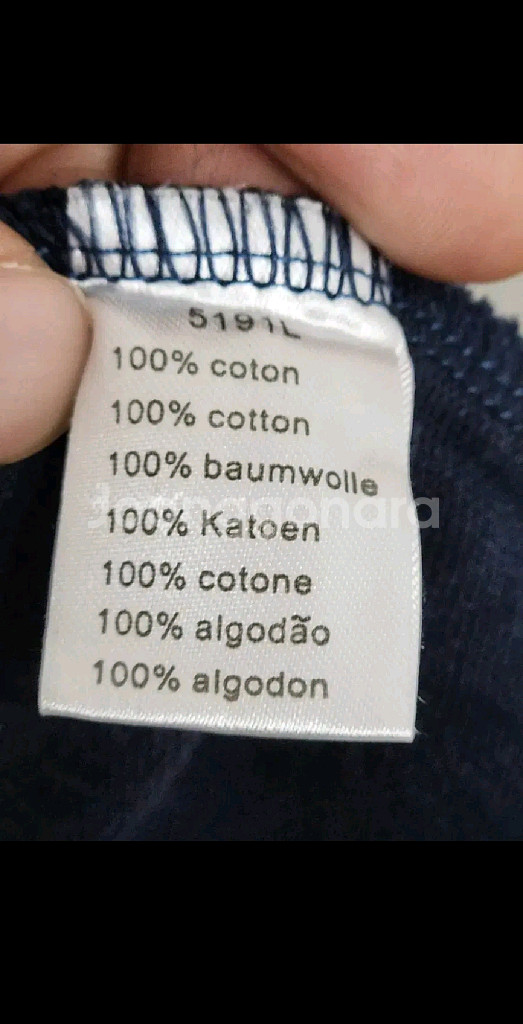 5191L
100% coton
100% cotton
100% baumwolle
100% Katoen
100% cotone
100% algodão
100% algodon